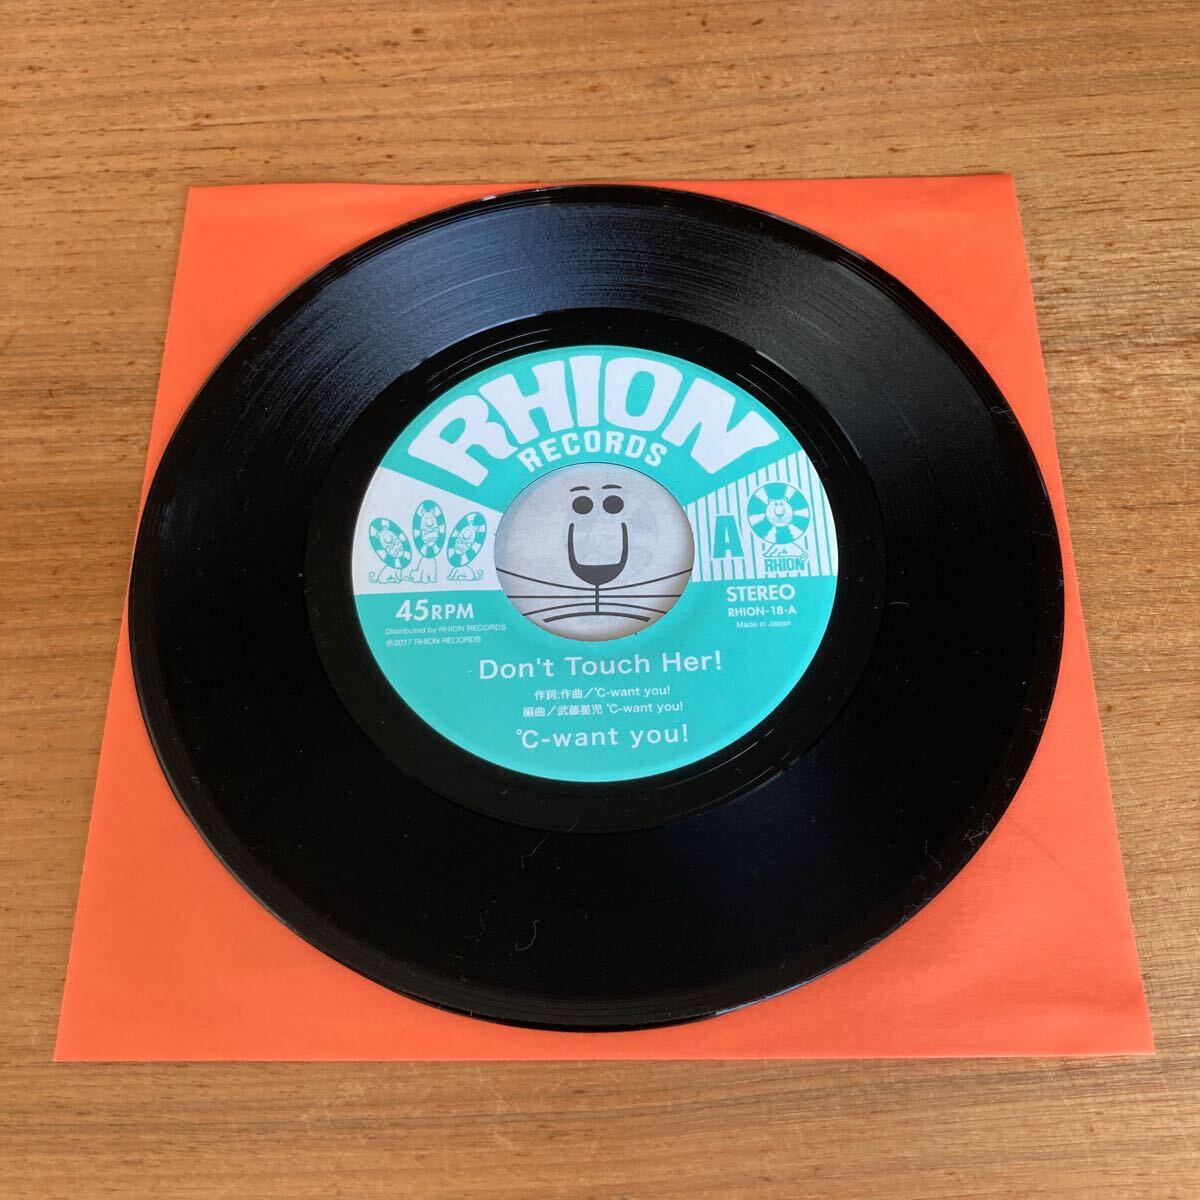 RHION
RECORDS
A
RHION
45RPM
Distributed by RHION RECORDS
℗2017 RHION RECORDS
STEREO
RHION-18-A
Made in Japan
Don't Touch Her!
作詞:作曲／℃-want you!
編曲／武藤星児 ℃-want you!
℃-want you!